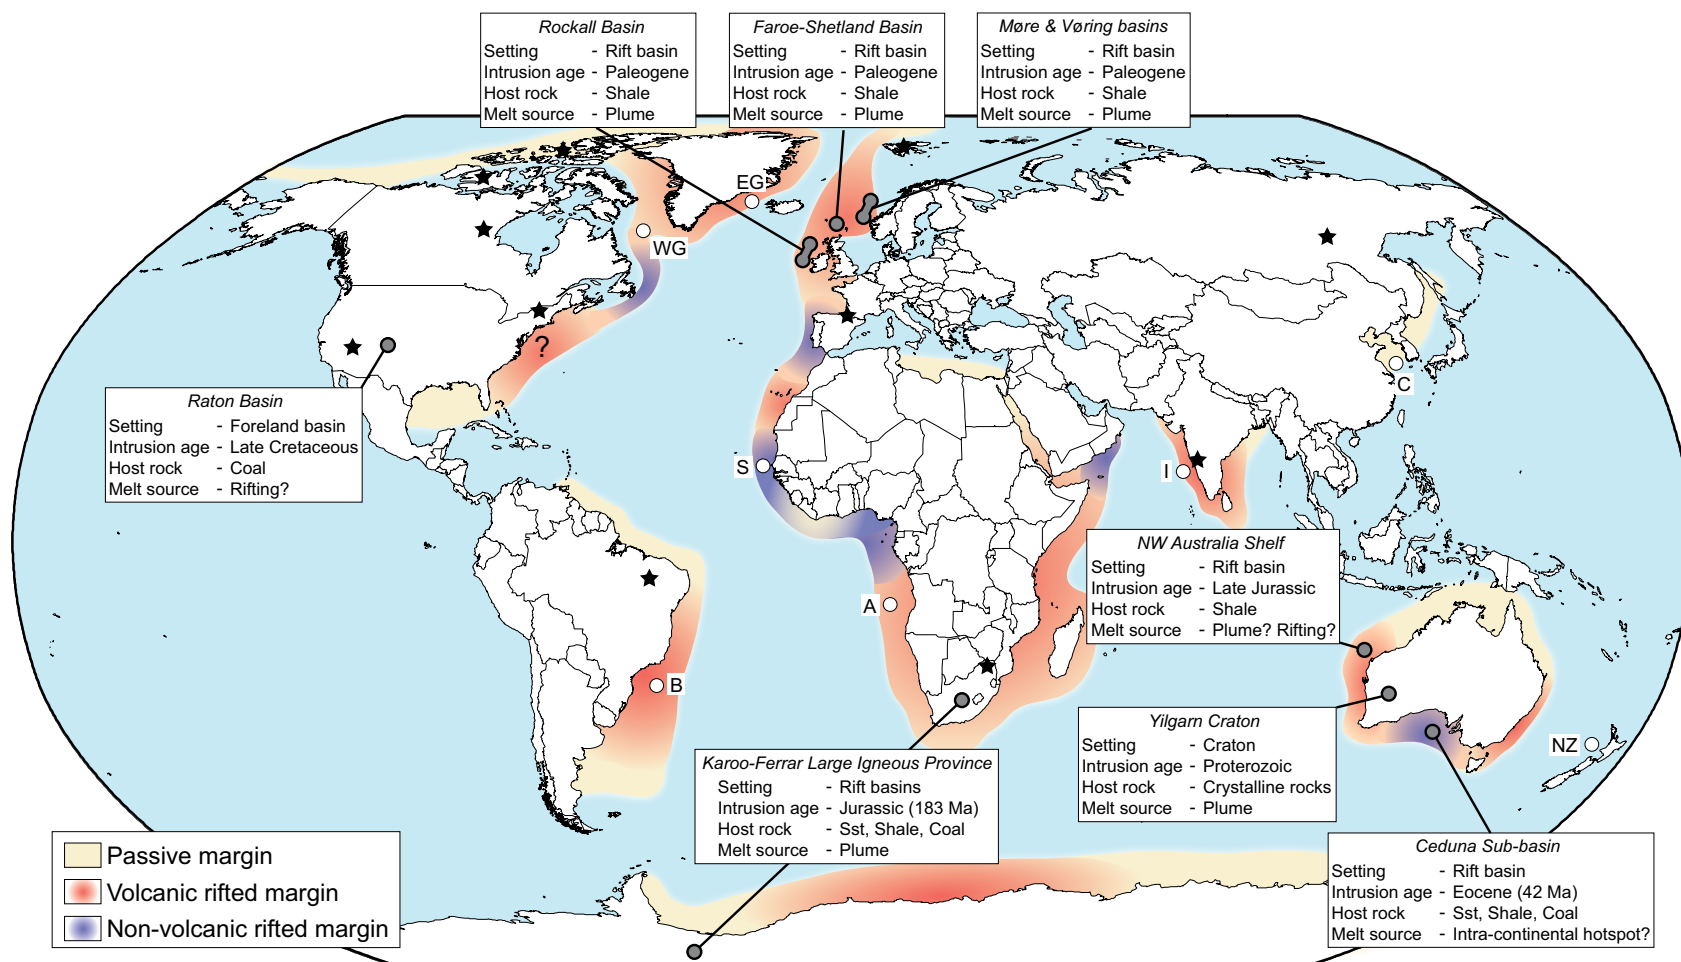 Rockall Basin
Setting - Rift basin
Intrusion age - Paleogene
Host rock - Shale
Melt source - Plume
Faroe-Shetland Basin
Setting - Rift basin
Intrusion age - Paleogene
Host rock - Shale
Melt source - Plume
Møre & Vøring basins
Setting - Rift basin
Intrusion age - Paleogene
Host rock - Shale
Melt source - Plume
EG
WG
?
C
Raton Basin
Setting - Foreland basin
Intrusion age - Late Cretaceous
Host rock - Coal
Melt source - Rifting?
S
I
NW Australia Shelf
Setting - Rift basin
Intrusion age - Late Jurassic
Host rock - Shale
Melt source - Plume? Rifting?
A
B
Yilgarn Craton
Setting - Craton
Intrusion age - Proterozoic
Host rock - Crystalline rocks
Melt source - Plume
NZ
Karoo-Ferrar Large Igneous Province
Setting - Rift basins
Intrusion age - Jurassic (183 Ma)
Host rock - Sst, Shale, Coal
Melt source - Plume
Ceduna Sub-basin
Setting - Rift basin
Intrusion age - Eocene (42 Ma)
Host rock - Sst, Shale, Coal
Melt source - Intra-continental hotspot?
Passive margin
Volcanic rifted margin
Non-volcanic rifted margin